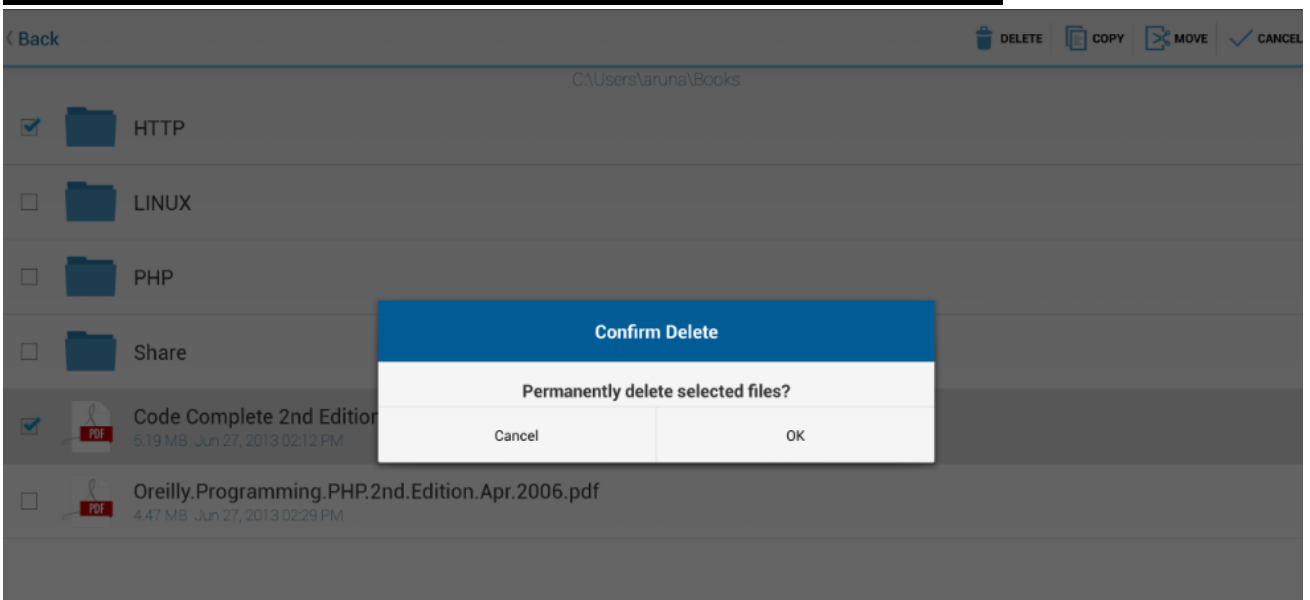 Back
DELETE
COPY
MOVE
CANCEL
C:\Users\aruna\Books
HTTP
LINUX
PHP
Share
Confirm Delete
Permanently delete selected files?
Cancel
OK
PDF
Code Complete 2nd Edition
5.19 MB Jun 27, 2013 02:12 PM
PDF
Oreilly.Programming.PHP.2nd.Edition.Apr.2006.pdf
4.47 MB Jun 27, 2013 02:29 PM